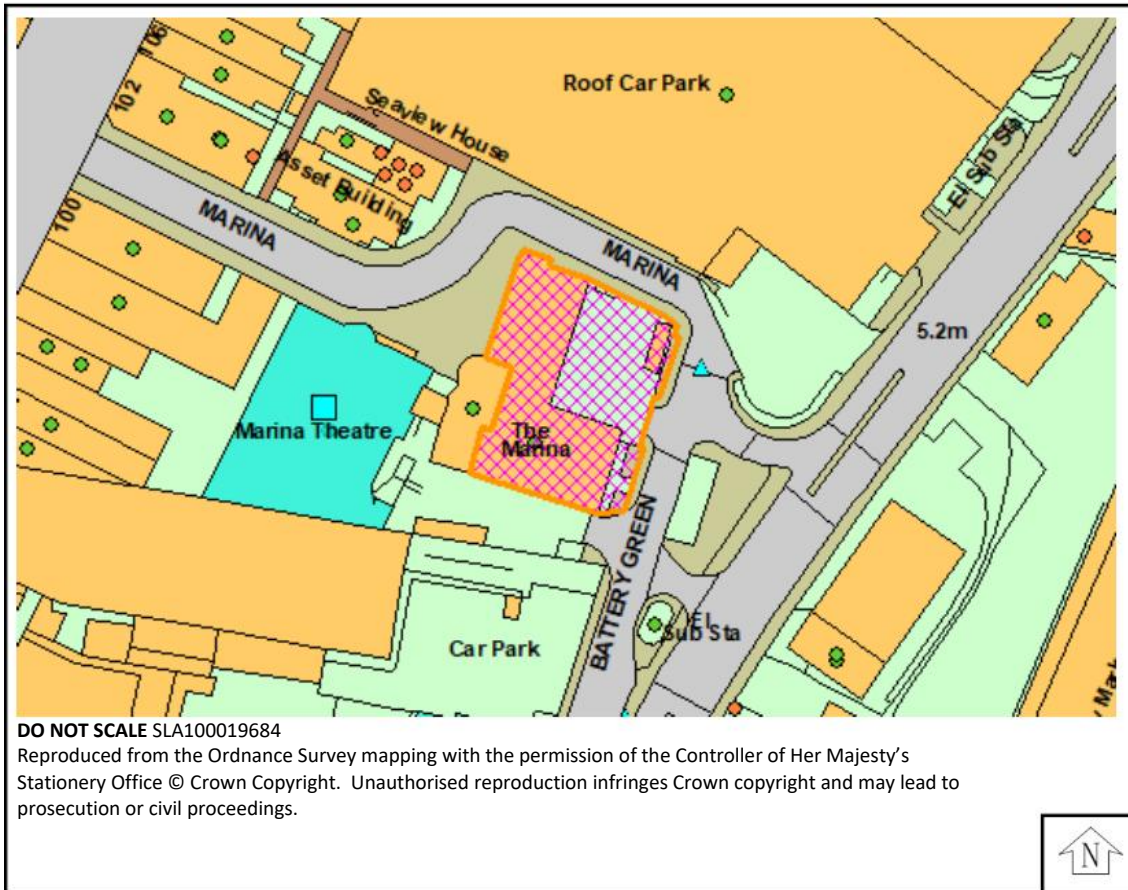 106
102
Seaview House
Roof Car Park
El Sub Sta
Asset Building
100
MARINA
MARINA
5.2m
Marina Theatre
The
Marina
BATTERY GREEN
El
Sub Sta
Car Park
DO NOT SCALE SLA100019684
Reproduced from the Ordnance Survey mapping with the permission of the Controller of Her Majesty's
Stationery Office © Crown Copyright. Unauthorised reproduction infringes Crown copyright and may lead to
prosecution or civil proceedings.
N